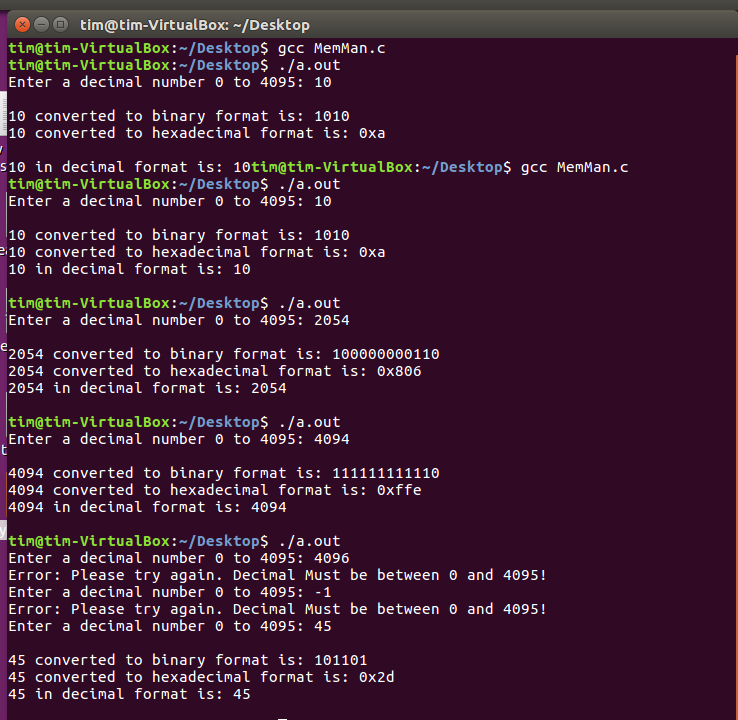 tim@tim-VirtualBox: ~/Desktop
tim@tim-VirtualBox:~/Desktop$ gcc MemMan.c
tim@tim-VirtualBox:~/Desktop$ ./a.out
Enter a decimal number 0 to 4095: 10
10 converted to binary format is: 1010
10 converted to hexadecimal format is: 0xa
10 in decimal format is: 10tim@tim-VirtualBox:~/Desktop$ gcc MemMan.c
tim@tim-VirtualBox:~/Desktop$ ./a.out
Enter a decimal number 0 to 4095: 10
10 converted to binary format is: 1010
10 converted to hexadecimal format is: 0xa
10 in decimal format is: 10
tim@tim-VirtualBox:~/Desktop$ ./a.out
Enter a decimal number 0 to 4095: 2054
2054 converted to binary format is: 100000000110
2054 converted to hexadecimal format is: 0x806
2054 in decimal format is: 2054
tim@tim-VirtualBox:~/Desktop$ ./a.out
Enter a decimal number 0 to 4095: 4094
4094 converted to binary format is: 111111111110
4094 converted to hexadecimal format is: 0xffe
4094 in decimal format is: 4094
tim@tim-VirtualBox:~/Desktop$ ./a.out
Enter a decimal number 0 to 4095: 4096
Error: Please try again. Decimal Must be between 0 and 4095!
Enter a decimal number 0 to 4095: -1
Error: Please try again. Decimal Must be between 0 and 4095!
Enter a decimal number 0 to 4095: 45
45 converted to binary format is: 101101
45 converted to hexadecimal format is: 0x2d
45 in decimal format is: 45